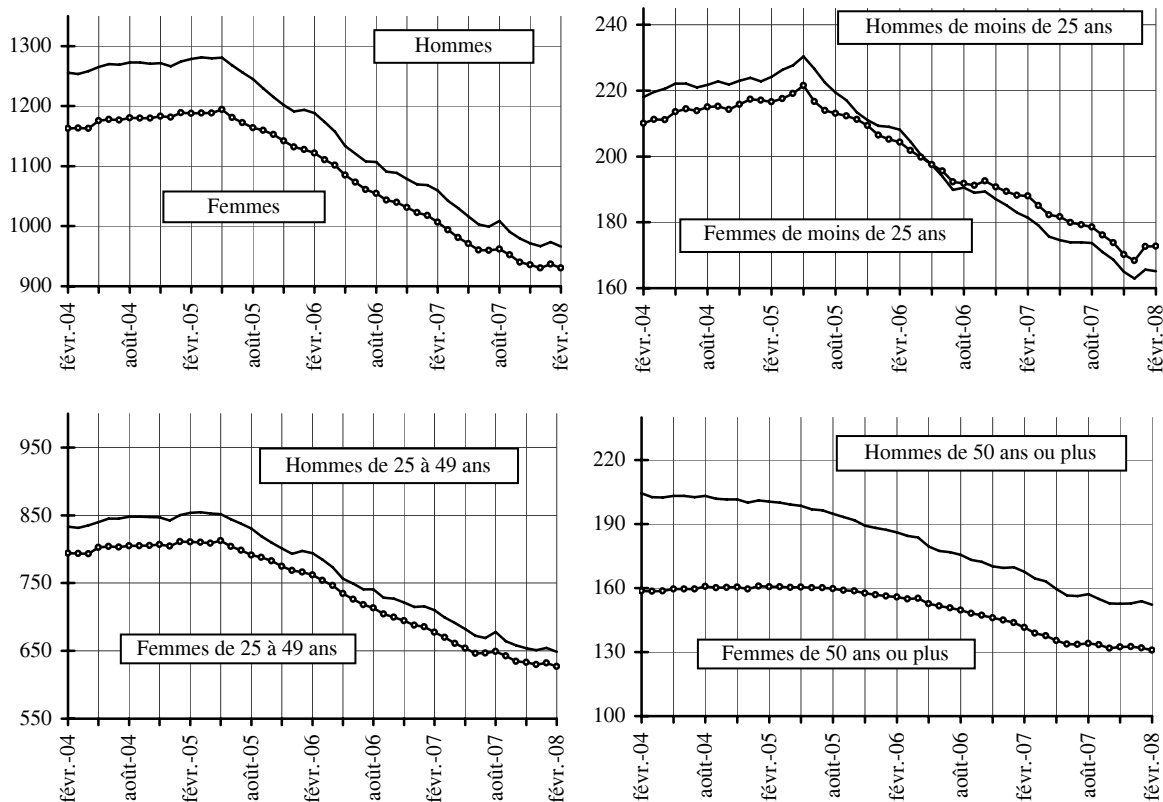 1300
1200
1100
1000
900
Hommes
Femmes
févr.-04
août-04
févr.-05
août-05
févr.-06
août-06
févr.-07
août-07
févr.-08
240
220
200
180
160
Hommes de moins de 25 ans
Femmes de moins de 25 ans
févr.-04
août-04
févr.-05
août-05
févr.-06
août-06
févr.-07
août-07
févr.-08
950
850
750
650
550
Hommes de 25 à 49 ans
Femmes de 25 à 49 ans
févr.-04
août-04
févr.-05
août-05
févr.-06
août-06
févr.-07
août-07
févr.-08
220
190
160
130
100
Hommes de 50 ans ou plus
Femmes de 50 ans ou plus
févr.-04
août-04
févr.-05
août-05
févr.-06
août-06
févr.-07
août-07
févr.-08